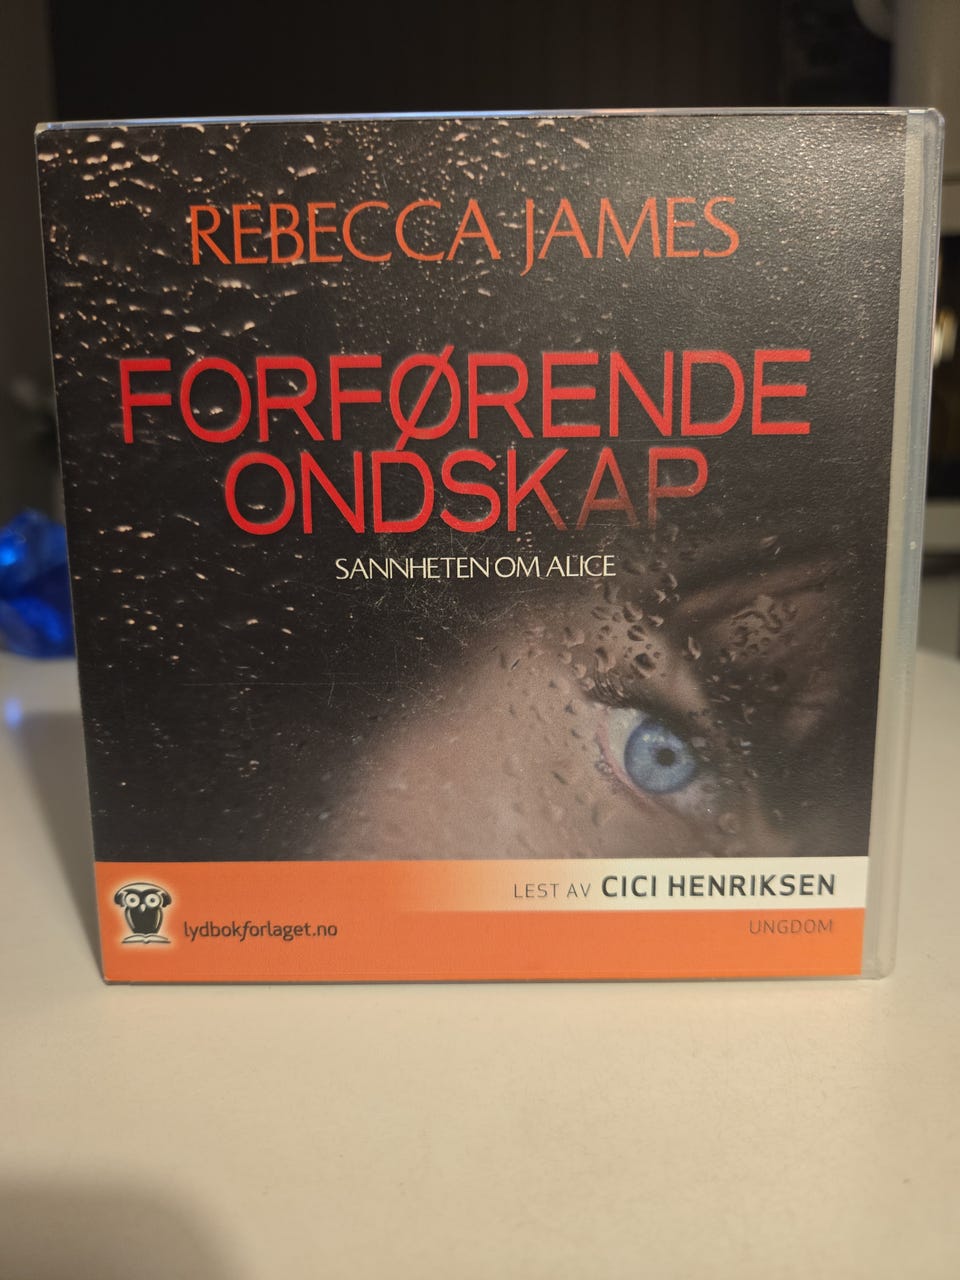 REBECCA JAMES
FORFØRENDE
ONDSKAP
SANNHETEN OM ALICE
LEST AV CICI HENRIKSEN
lydbokforlaget.no
UNGDOM